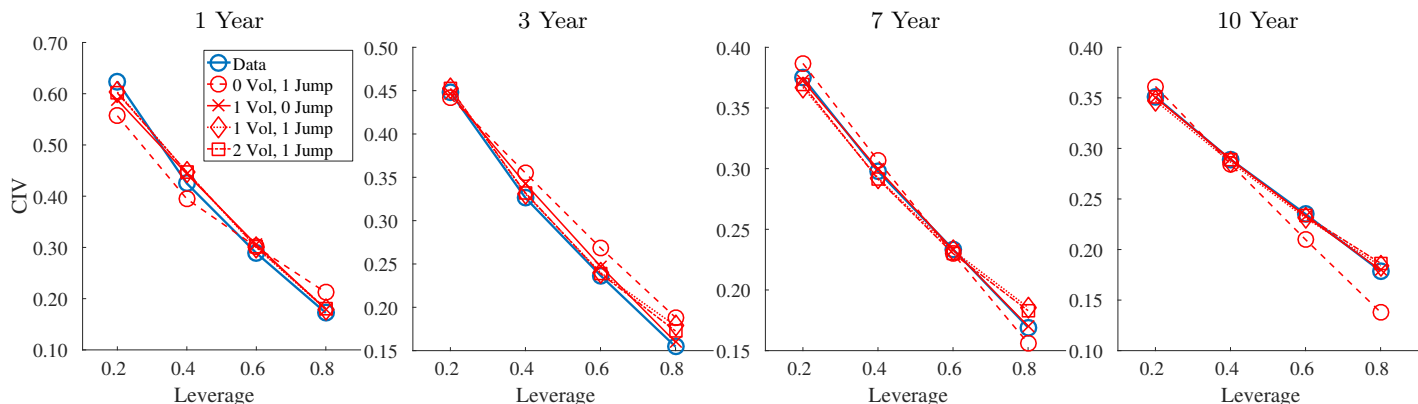 1 Year
3 Year
7 Year
10 Year
CIV
0.70
0.60
0.50
0.40
0.30
0.20
0.10
Data
0 Vol, 1 Jump
1 Vol, 0 Jump
1 Vol, 1 Jump
2 Vol, 1 Jump
0.2 0.4 0.6 0.8
Leverage
0.50
0.45
0.40
0.35
0.30
0.25
0.20
0.15
0.2 0.4 0.6 0.8
Leverage
0.40
0.35
0.30
0.25
0.20
0.15
0.2 0.4 0.6 0.8
Leverage
0.40
0.35
0.30
0.25
0.20
0.15
0.10
0.2 0.4 0.6 0.8
Leverage